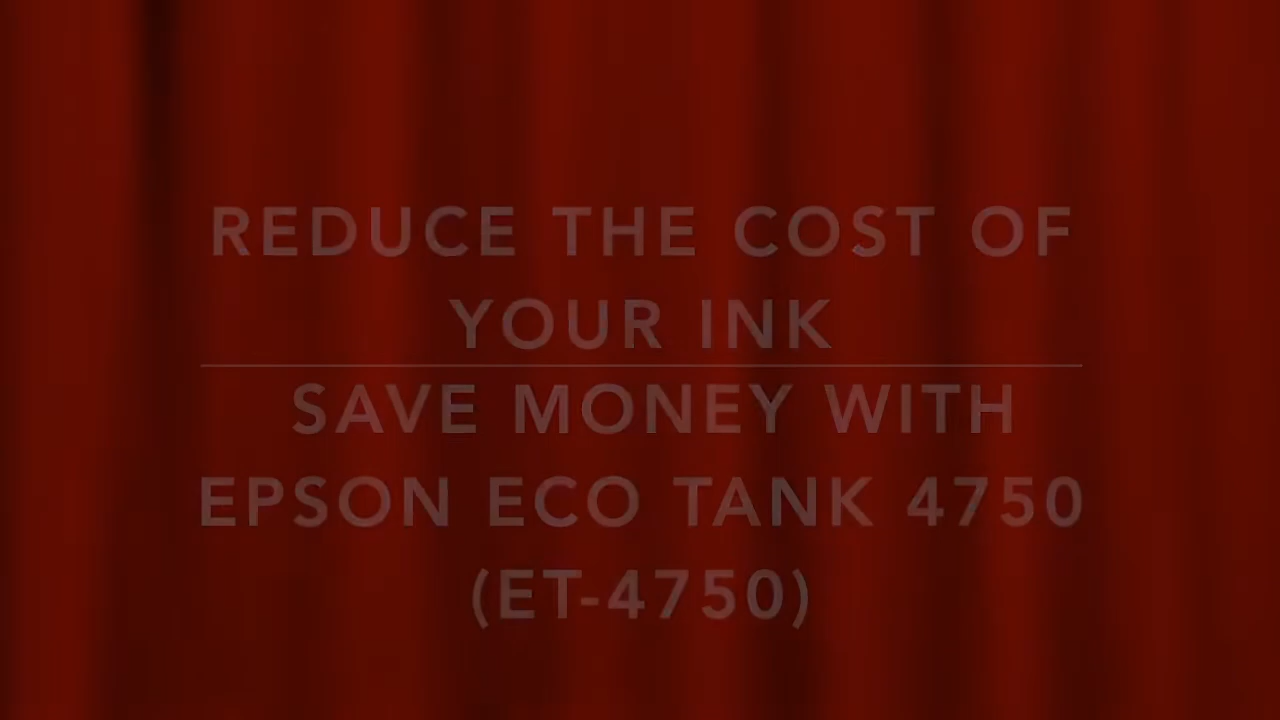 REDUCE THE COST OF
YOUR INK
SAVE MONEY WITH
EPSON ECO TANK 4750
(ET-4750)